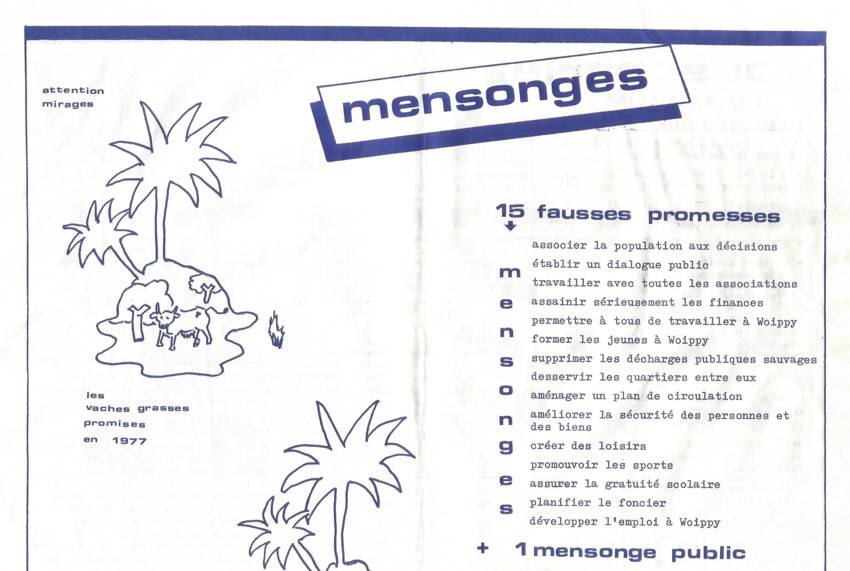 attention
mirages
mensonges
les
vaches grasses
promises
en 1977
15 fausses promesses
mensonges
associer la population aux décisions
établir un dialogue public
travailler avec toutes les associations
assainir sérieusement les finances
permettre à tous de travailler à Woippy
former les jeunes à Woippy
supprimer les décharges publiques sauvages
desservir les quartiers entre eux
aménager un plan de circulation
améliorer la sécurité des personnes et
des biens
créer des loisirs
promouvoir les sports
assurer la gratuité scolaire
planifier le foncier
développer l'emploi à Woippy
+ 1 mensonge public